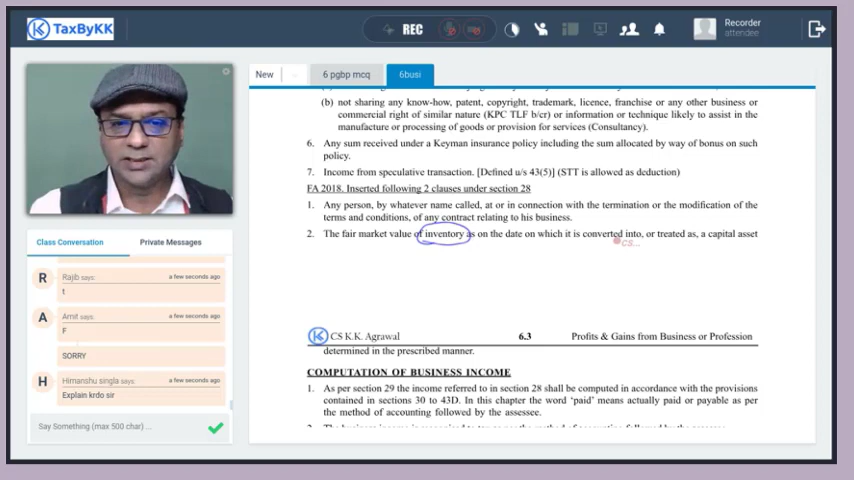 TaxByKK
REC
Recorder
attendee
New
6 pgbp mcq
6busi
(b) not sharing any know-how, patent, copyright, trademark, licence, franchise or any other business or
commercial right of similar nature (KPC TLF b/cr) or information or technique likely to assist in the
manufacture or processing of goods or provision for services (Consultancy).
6. Any sum received under a Keyman insurance policy including the sum allocated by way of bonus on such
policy.
7. Income from speculative transaction. [Defined u/s 43(5)] (STT is allowed as deduction)
FA 2018. Inserted following 2 clauses under section 28
1. Any person, by whatever name called, at or in connection with the termination or the modification of the
terms and conditions, of any contract relating to his business.
2. The fair market value of inventory as on the date on which it is converted into, or treated as, a capital asset
CS...
CS K.K. Agrawal 6.3 Profits & Gains from Business or Profession
determined in the prescribed manner.
COMPUTATION OF BUSINESS INCOME
1. As per section 29 the income referred to in section 28 shall be computed in accordance with the provisions
contained in sections 30 to 43D. In this chapter the word 'paid' means actually paid or payable as per
the method of accounting followed by the assessee.
Class Conversation
Private Messages
R Rajib says: a few seconds ago
t
A Amit says: a few seconds ago
F
SORRY
H Himanshu singla says: a few seconds ago
Explain krdo sir
Say Something (max 500 char) ...